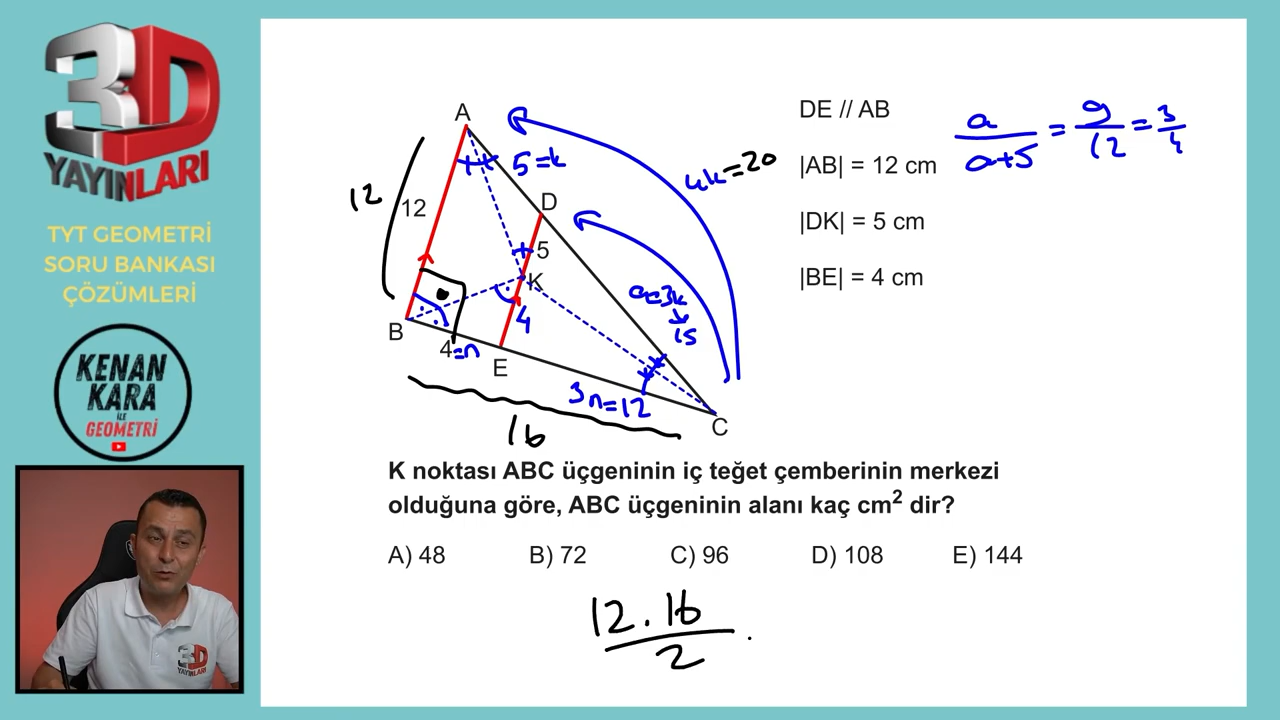 3D
YAYINLARI
TYT GEOMETRİ
SORU BANKASI
ÇÖZÜMLERİ
KENAN
KARA
İLE
GEOMETRİ
3D
YAYINLARI
A
5=k
4k=20
12
12
D
5
K
a=3k
15
B
4
4=n
E
3n=12
C
16
DE // AB
|AB| = 12 cm
|DK| = 5 cm
|BE| = 4 cm
a/a+5 = 9/12 = 3/4
K noktası ABC üçgeninin iç teğet çemberinin merkezi
olduğuna göre, ABC üçgeninin alanı kaç cm² dir?
A) 48 B) 72 C) 96 D) 108 E) 144
12 . 16
2